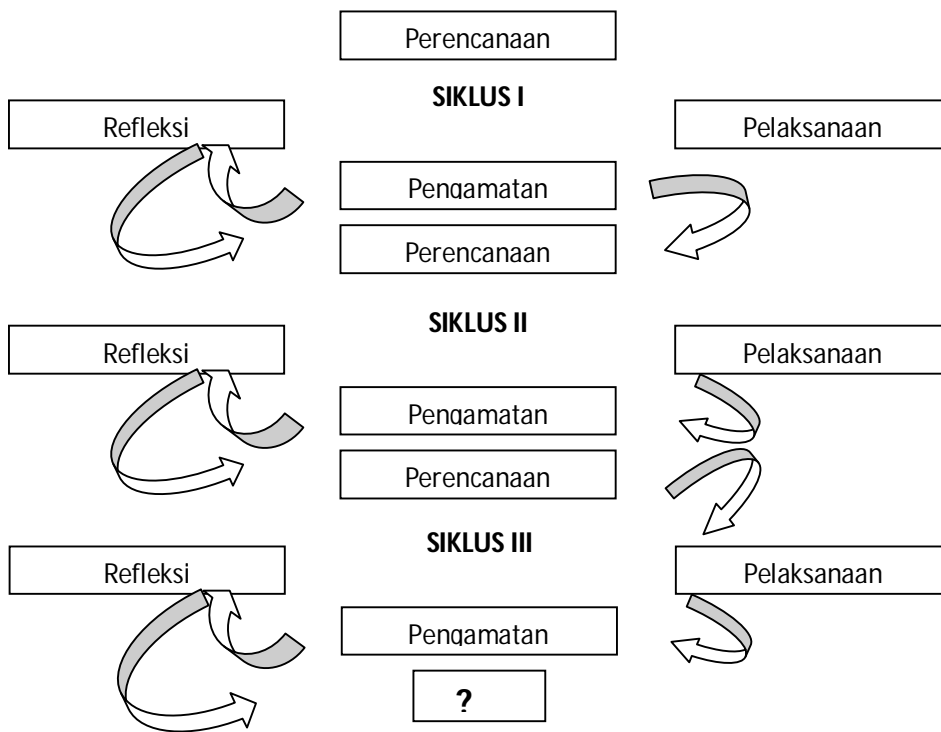 Perencanaan
SIKLUS I
Refleksi
Pelaksanaan
Pengamatan
Perencanaan
SIKLUS II
Refleksi
Pelaksanaan
Pengamatan
Perencanaan
SIKLUS III
Refleksi
Pelaksanaan
Pengamatan
?